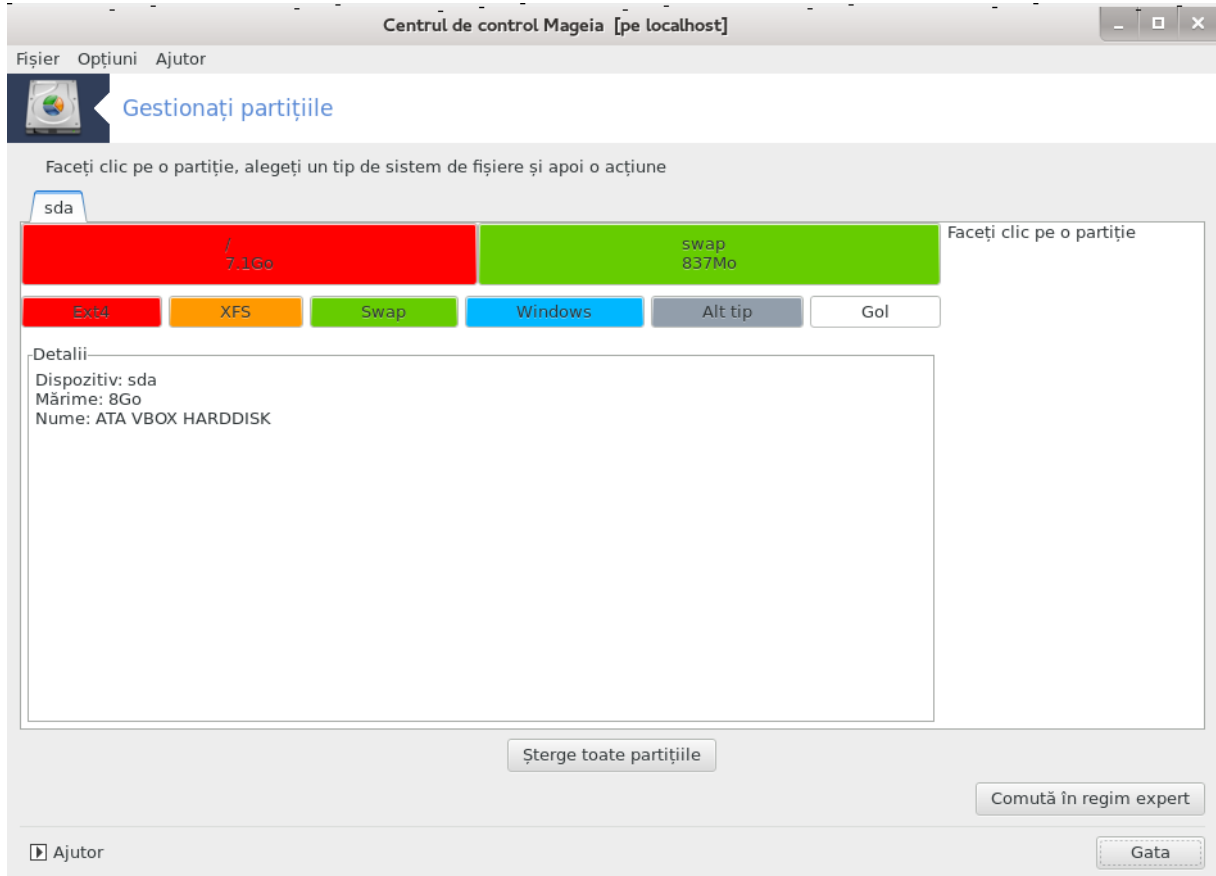 Centrul de control Mageia  [pe localhost]
Fișier Opțiuni Ajutor
Gestionați partițiile
Faceți clic pe o partiție, alegeți un tip de sistem de fișiere și apoi o acțiune
sda
/
7.1Go
swap
837Mo
Faceți clic pe o partiție
Ext4 XFS Swap Windows Alt tip Gol
Detalii
Dispozitiv: sda
Mărime: 8Go
Nume: ATA VBOX HARDDISK
Șterge toate partițiile
Comută în regim expert
Ajutor
Gata